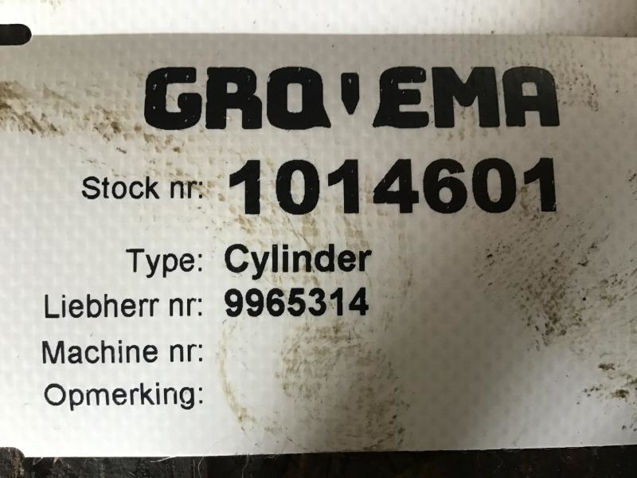 GRO'EMA
Stock nr: 1014601
Type: Cylinder
Liebherr nr: 9965314
Machine nr:
Opmerking: